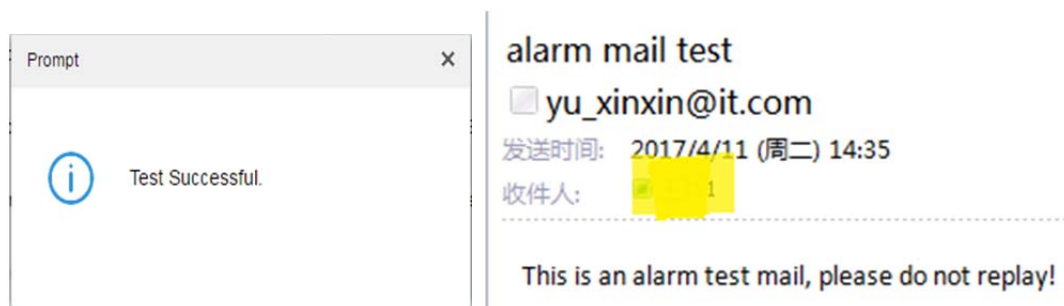 Prompt
Test Successful.
alarm mail test
yu_xinxin@it.com
发送时间: 2017/4/11 (周二) 14:35
收件人:
This is an alarm test mail, please do not replay!